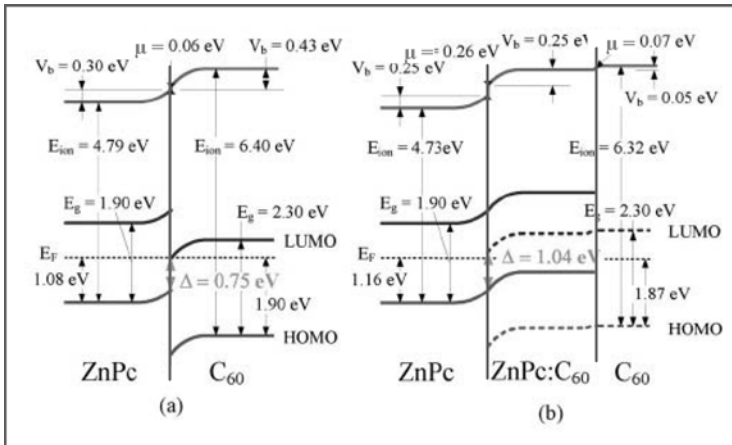 μ = 0.06 eV
V_b = 0.43 eV
V_b = 0.30 eV
E_ion = 4.79 eV
E_ion = 6.40 eV
E_g = 1.90 eV
E_g = 2.30 eV
LUMO
E_F
1.08 eV
Δ = 0.75 eV
1.90 eV
HOMO
ZnPc
C_60
(a)
V_b = 0.25 eV
μ = 0.07 eV
μ = 0.26 eV
V_b = 0.25 eV
V_b = 0.05 eV
E_ion = 4.73eV
E_ion = 6.32 eV
E_g = 1.90 eV
E_g = 2.30 eV
LUMO
E_F
Δ = 1.04 eV
1.16 eV
1.87 eV
HOMO
ZnPc
ZnPc:C_60
C_60
(b)